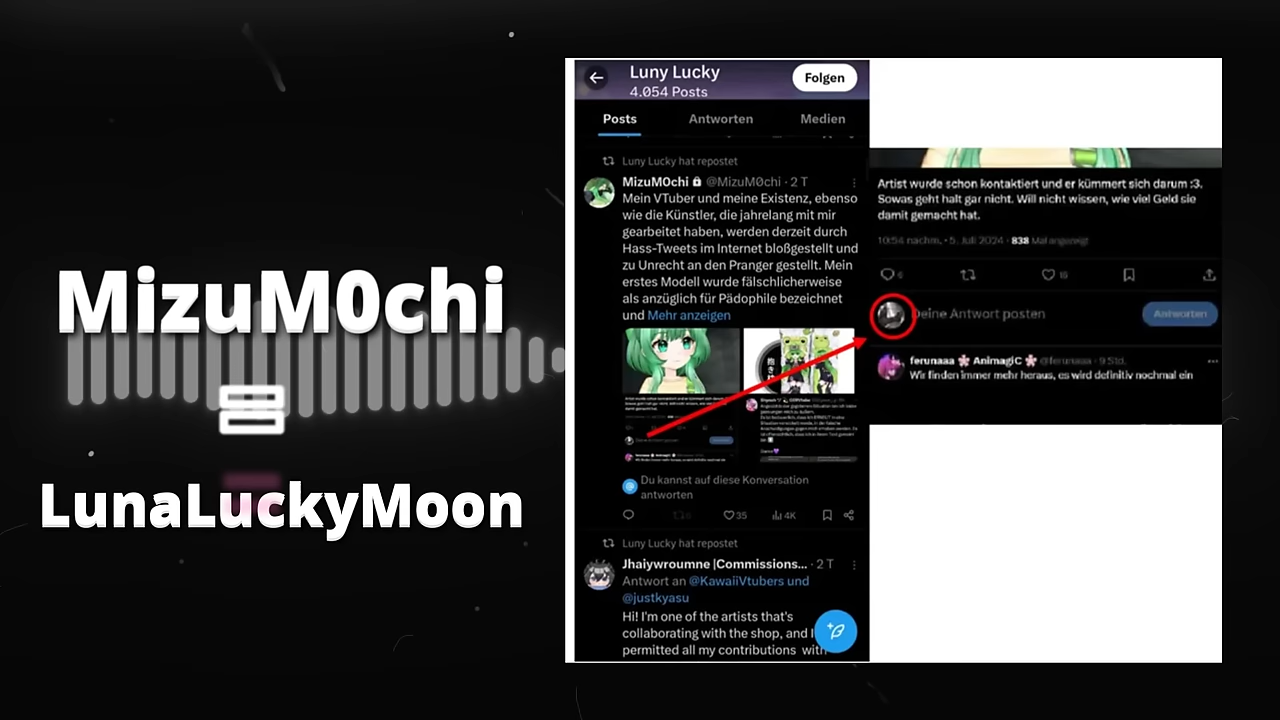 MizuM0chi
LunaLuckyMoon
Luny Lucky
4.054 Posts
Folgen
Posts
Antworten
Medien
Luny Lucky hat repostet
MizuM0chi @MizuM0chi · 2 T
Mein VTuber und meine Existenz, ebenso
wie die Künstler, die jahrelang mit mir
gearbeitet haben, werden derzeit durch
Hass-Tweets im Internet bloßgestellt und
zu Unrecht an den Pranger gestellt. Mein
erstes Modell wurde fälschlicherweise
als anzüglich für Pädophile bezeichnet
und Mehr anzeigen
Du kannst auf diese Konversation
antworten
35
4K
Luny Lucky hat repostet
Jhaiywroumne |Commissions... · 2 T
Antwort an @KawaiiVtubers und
@justkyasu
Hi! I'm one of the artists that's
collaborating with the shop, and I
permitted all my contributions with
Artist wurde schon kontaktiert und er kümmert sich darum :3.
Sowas geht halt gar nicht. Will nicht wissen, wie viel Geld sie
damit gemacht hat.
10:54 nachm. · 5. Juli 2024 · 838 Mal angezeigt
6
16
Deine Antwort posten
Antworten
ferunaaa 🌸 AnimagiC 🌸 @ferunaaa · 9 Std.
Wir finden immer mehr heraus, es wird definitiv nochmal ein